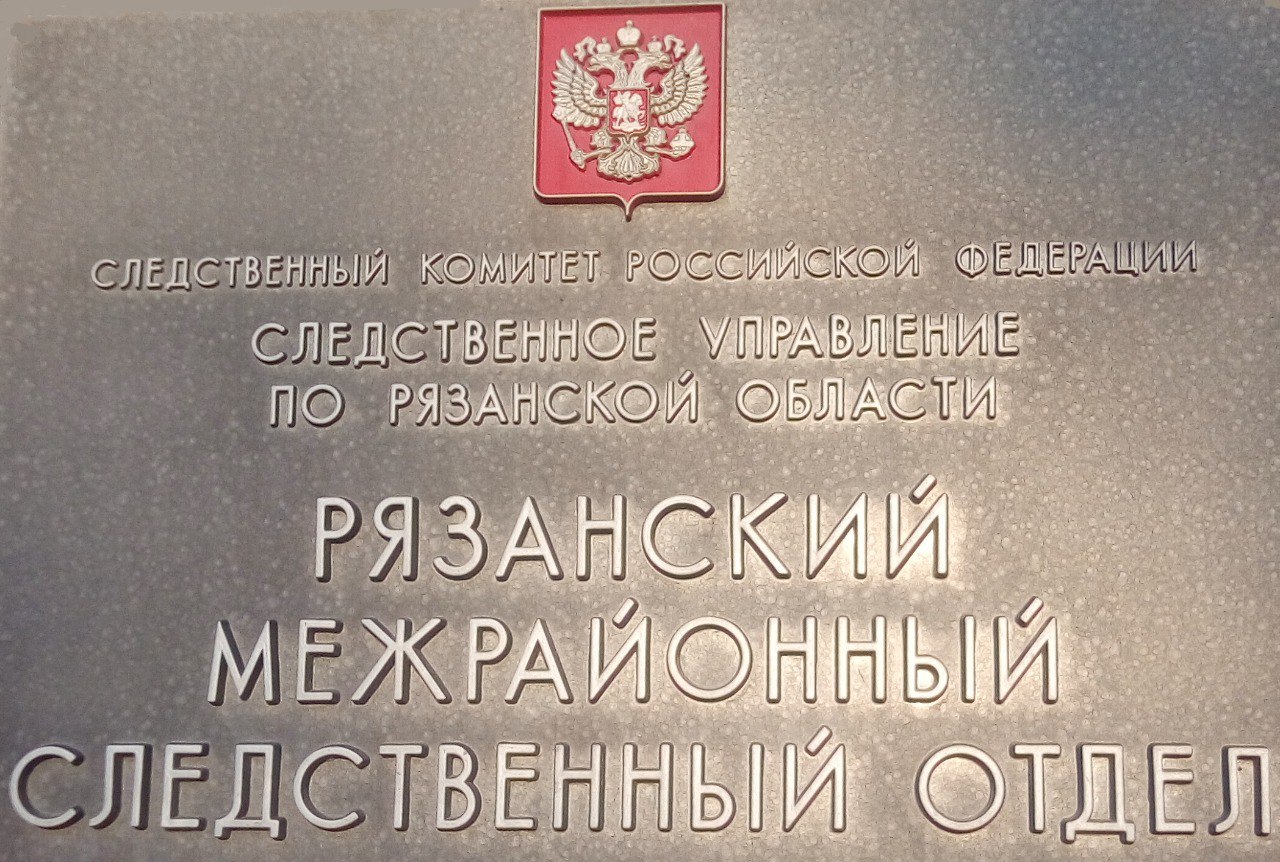 СЛЕДСТВЕННЫЙ КОМИТЕТ РОССИЙСКОЙ ФЕДЕРАЦИИ
СЛЕДСТВЕННОЕ УПРАВЛЕНИЕ
ПО РЯЗАНСКОЙ ОБЛАСТИ
РЯЗАНСКИЙ
МЕЖРАЙОННЫЙ
СЛЕДСТВЕННЫЙ ОТДЕЛ